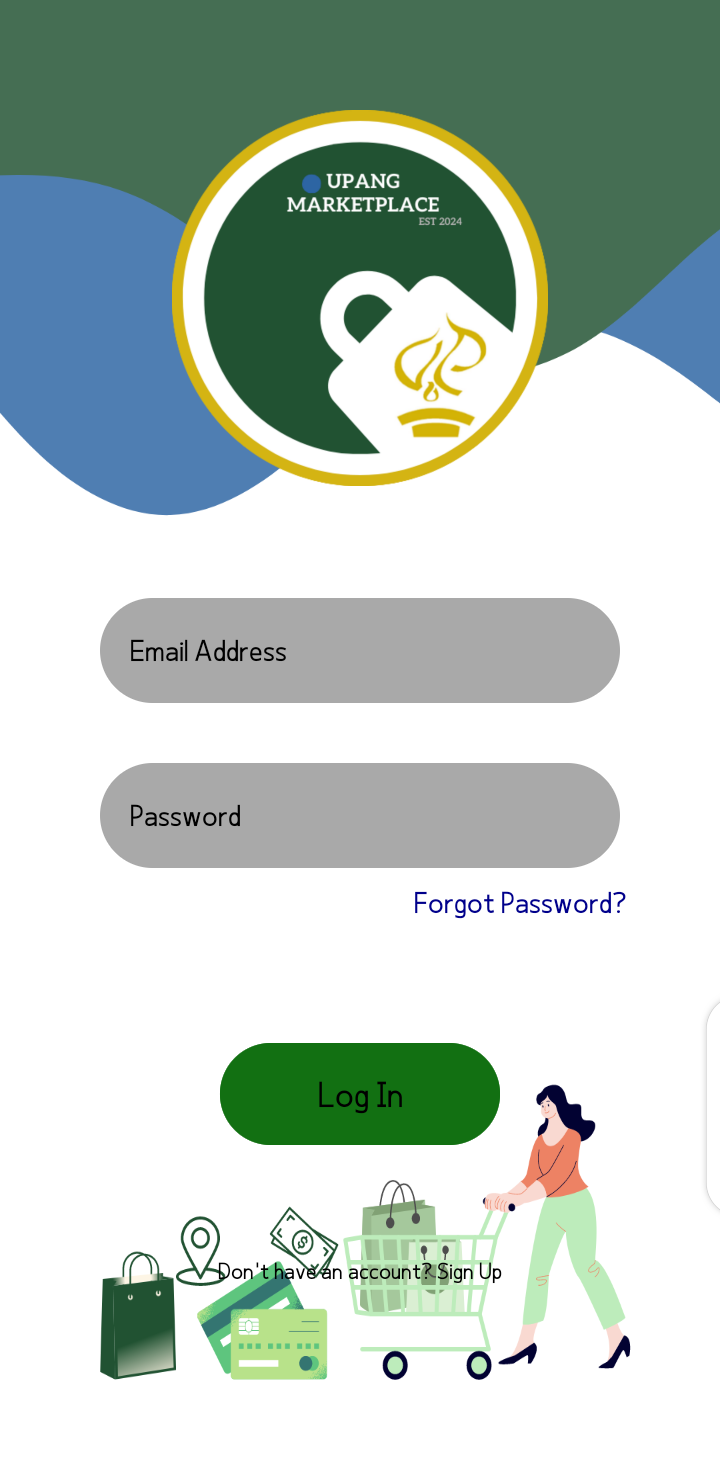 UPANG
MARKETPLACE
EST 2024
Email Address
Password
Forgot Password?
Log In
Don't have an account? Sign Up